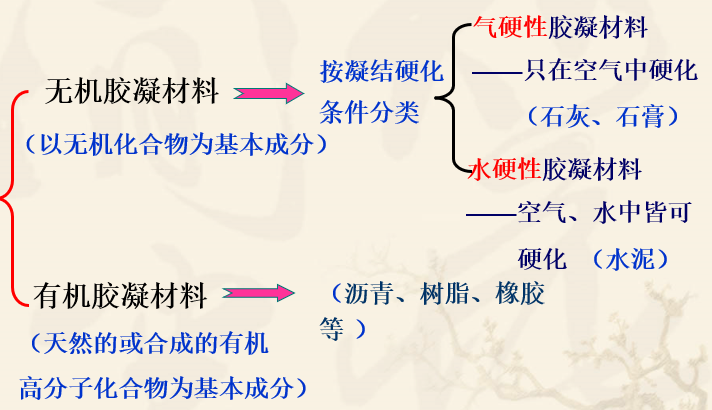 无机胶凝材料
（以无机化合物为基本成分）
按凝结硬化
条件分类
气硬性胶凝材料
——只在空气中硬化
（石灰、石膏）
水硬性胶凝材料
——空气、水中皆可
硬化 （水泥）
有机胶凝材料
（天然的或合成的有机
高分子化合物为基本成分）
（沥青、树脂、橡胶
等 ）